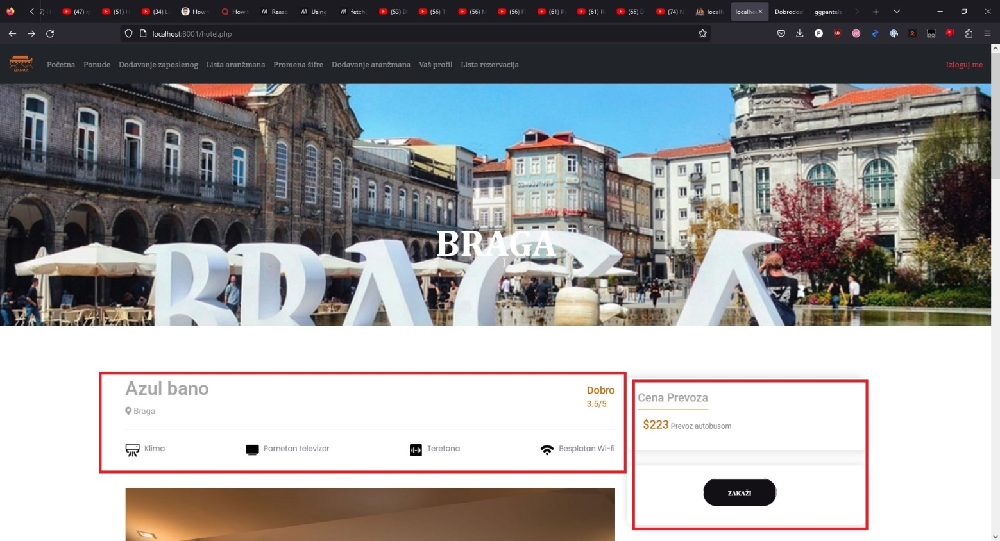 7) H
(47) r/
(51) H
(34) L
How t
How t
Reaso
Using
fetch(
(53) D
(56) T
(56) M
(56) F
(61) P
(61) R
(65) D
(74) N
localh
localho
Dobrodos
ggpantela
localhost:8001/hotel.php
BARKA
Početna
Ponude
Dodavanje zaposlenog
Lista aranžmana
Promena šifre
Dodavanje aranžmana
Vaš profil
Lista rezervacija
Izloguj me
BRAGA
Azul bano
Dobro
3.5/5
Braga
Klima
Pametan televizor
Teretana
Besplatan Wi-fi
Cena Prevoza
$223 Prevoz autobusom
ZAKAŽI